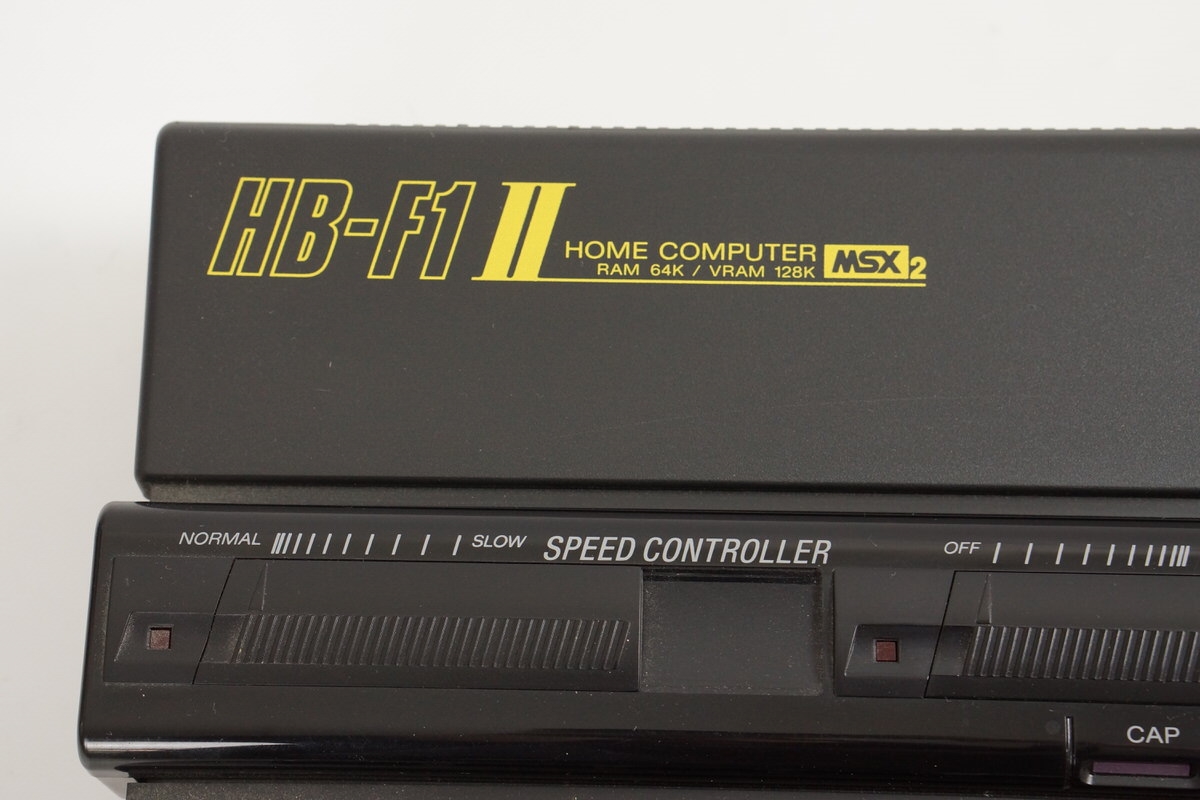 HB-F1 II
HOME COMPUTER MSX2
RAM 64K / VRAM 128K
NORMAL SLOW SPEED CONTROLLER OFF
CAP